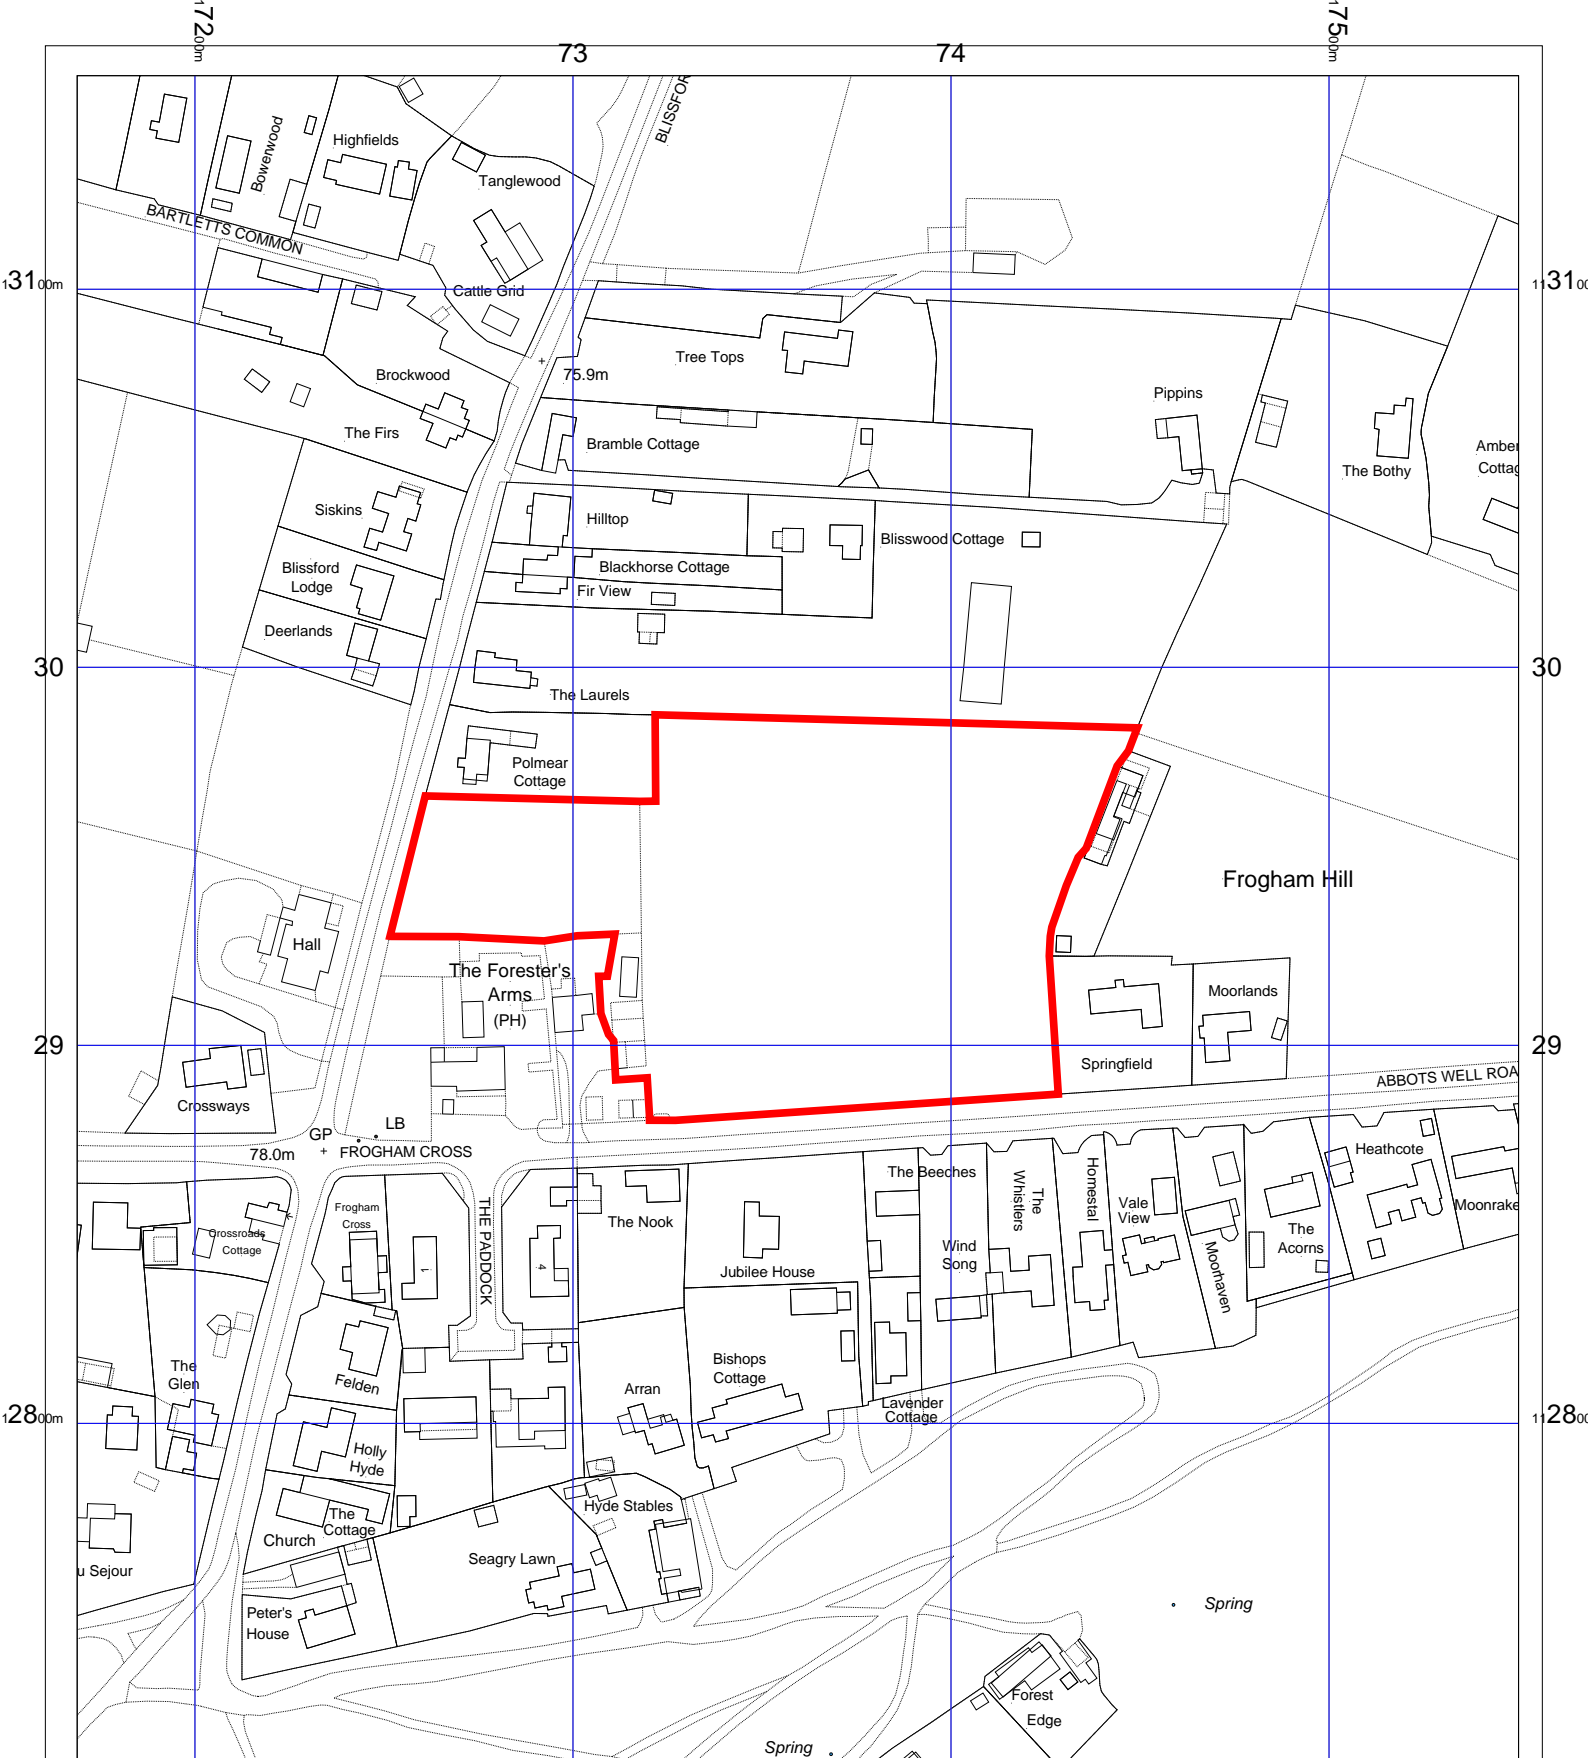 172
00m
73
74
175
00m
BLISSFOR
Highfields
Bowerwood
Tanglewood
BARTLETTS COMMON
Cattle Grid
131
00m
1131
00
Tree Tops
75.9m
Brockwood
Pippins
The Firs
Bramble Cottage
The Bothy
Amber
Cottag
Siskins
Hilltop
Blisswood Cottage
Blissford
Lodge
Blackhorse Cottage
Fir View
Deerlands
30
30
The Laurels
Polmear
Cottage
Frogham Hill
Hall
The Forester's
Arms
(PH)
Moorlands
29
29
Springfield
ABBOTS WELL ROA
Crossways
LB
GP
78.0m
FROGHAM CROSS
Heathcote
The Beeches
The
Whistlers
Homestal
Vale
View
Moonrake
Frogham
Cross
THE PADDOCK
The Nook
Crossroads
Cottage
The
Acorns
Wind
Song
1
4
Jubilee House
Moorhaven
The
Glen
Felden
Bishops
Cottage
Arran
Lavender
Cottage
128
00m
1128
00
Holly
Hyde
Hyde Stables
The
Cottage
Church
Seagry Lawn
u Sejour
Peter's
House
Spring
Forest
Edge
Spring